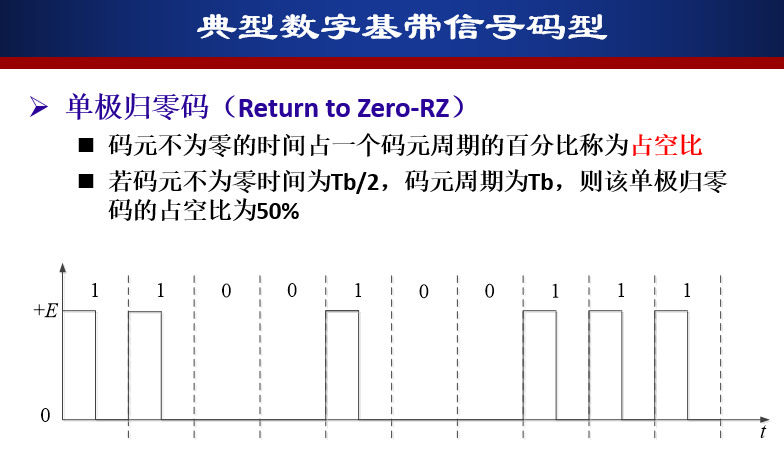 典型数字基带信号码型
单极归零码（Return to Zero-RZ）
码元不为零的时间占一个码元周期的百分比称为占空比
若码元不为零时间为Tb/2，码元周期为Tb，则该单极归零
码的占空比为50%
1 1 0 0 1 0 0 1 1 1
+E
0
t